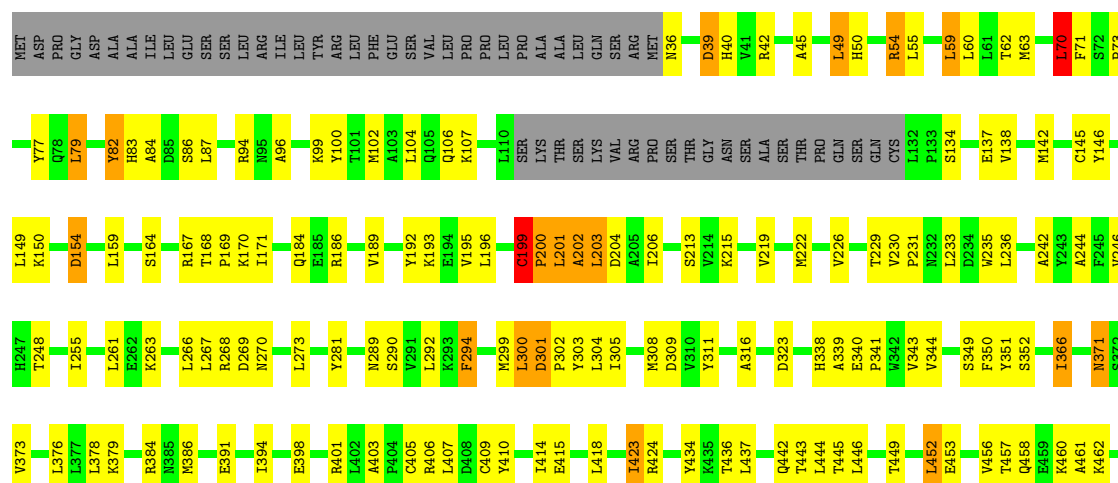 MET ASP PRO GLY ASP ALA ALA ILE LEU GLU SER SER LEU ARG ILE LEU TYR ARG LEU PHE GLU SER VAL LEU PRO PRO LEU PRO ALA ALA LEU GLN SER ARG MET N36 D39 H40 V41 R42 A45 L49 H50 R54 L55 L59 L60 L61 T62 M63 L70 F71 S72 P73
Y77 Q78 L79 Y82 H83 A84 D85 S86 L87 R94 N95 A96 K99 Y100 T101 M102 A103 L104 Q105 Q106 K107 L110 SER LYS THR SER LYS VAL ARG PRO SER THR GLY ASN SER ALA SER THR PRO GLN SER GLN CYS L132 P133 S134 E137 V138 M142 C145 Y146
L149 K150 D154 L159 S164 R167 T168 P169 K170 I171 Q184 E185 R186 V189 Y192 K193 E194 V195 L196 C199 P200 L201 A202 L203 D204 A205 I206 S213 V214 K215 V219 M222 V226 T229 V230 P231 N232 L233 D234 W235 L236 A242 Y243 A244 F245 V246
H247 T248 I255 L261 E262 K263 L266 L267 R268 D269 N270 L273 Y281 N289 S290 V291 L292 K293 F294 M299 L300 D301 P302 Y303 L304 I305 M308 D309 V310 Y311 A316 D323 H338 A339 E340 P341 W342 V343 V344 S349 F350 Y351 S352 I366 N371 S372
V373 L376 L377 L378 K379 R384 N385 M386 E391 I394 E398 R401 L402 A403 P404 C405 R406 L407 D408 C409 Y410 I414 E415 L418 I423 R424 Y434 K435 T436 L437 Q442 T443 L444 T445 L446 T449 L452 E453 V456 T457 Q458 E459 K460 A461 K462